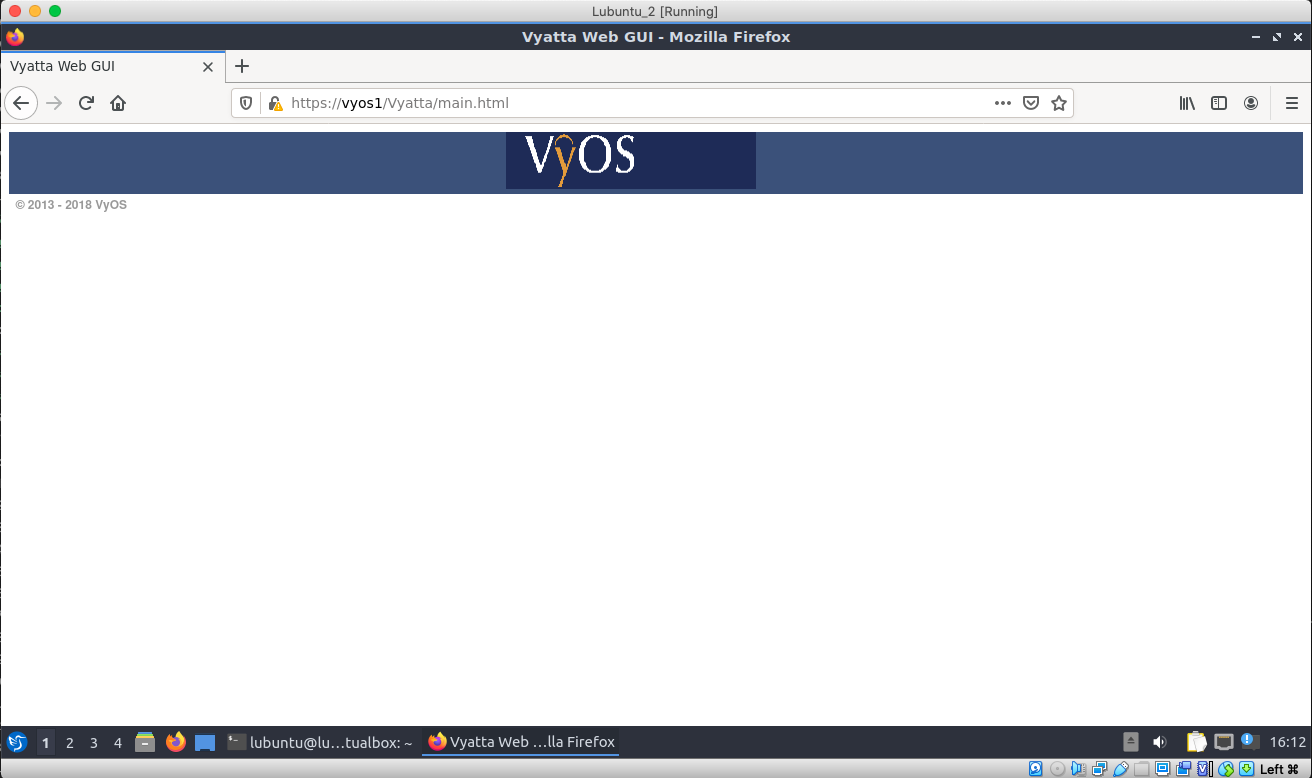 Lubuntu_2 [Running]
Vyatta Web GUI - Mozilla Firefox
Vyatta Web GUI
https://vyos1/Vyatta/main.html
VyOS
© 2013 - 2018 VyOS
1 2 3 4 lubuntu@lu…tualbox: ~ Vyatta Web …lla Firefox 16:12
Left ⌘